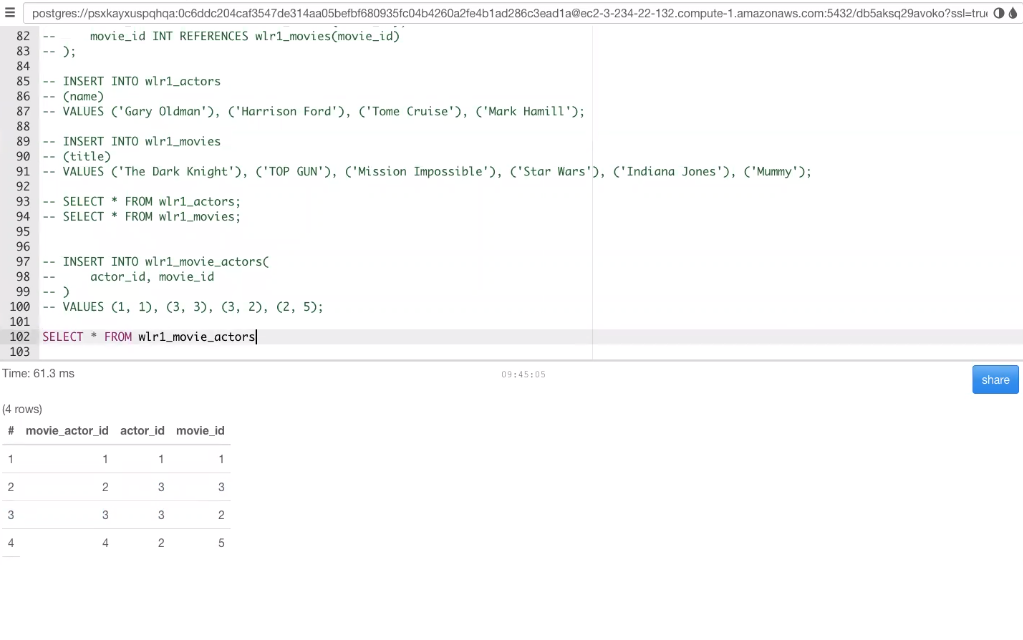 postgres://psxkayxuspqhqa:0c6ddc204caf3547de314aa05befbf680935fc04b4260a2fe4b1ad286c3ead1a@ec2-3-234-22-132.compute-1.amazonaws.com:5432/db5aksq29avoko?ssl=true
82 --     movie_id INT REFERENCES wlr1_movies(movie_id)
83 -- );
84
85 -- INSERT INTO wlr1_actors
86 -- (name)
87 -- VALUES ('Gary Oldman'), ('Harrison Ford'), ('Tome Cruise'), ('Mark Hamill');
88
89 -- INSERT INTO wlr1_movies
90 -- (title)
91 -- VALUES ('The Dark Knight'), ('TOP GUN'), ('Mission Impossible'), ('Star Wars'), ('Indiana Jones'), ('Mummy');
92
93 -- SELECT * FROM wlr1_actors;
94 -- SELECT * FROM wlr1_movies;
95
96
97 -- INSERT INTO wlr1_movie_actors(
98 --     actor_id, movie_id
99 -- )
100 -- VALUES (1, 1), (3, 3), (3, 2), (2, 5);
101
102 SELECT * FROM wlr1_movie_actors
103
Time: 61.3 ms 09:45:05 share
(4 rows)
# movie_actor_id actor_id movie_id
1 1 1 1
2 2 3 3
3 3 3 2
4 4 2 5